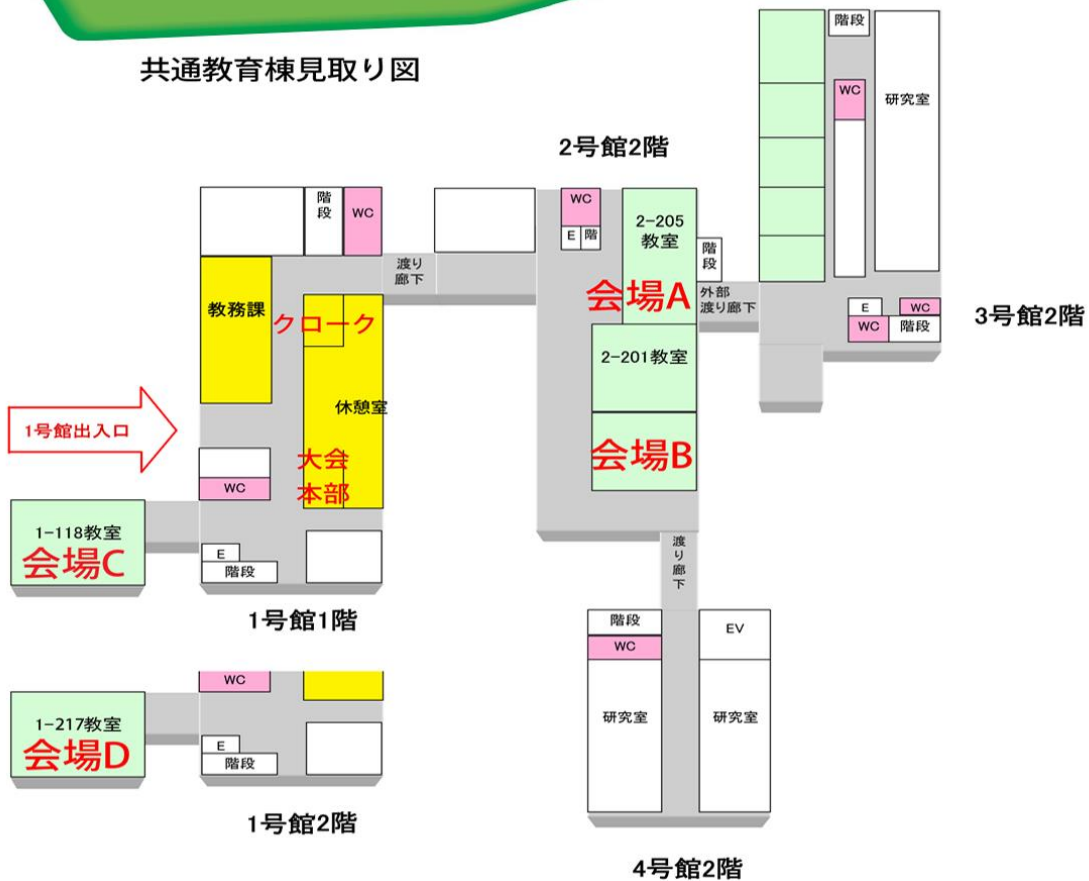 共通教育棟見取り図
階段
WC
研究室
2号館2階
WC
E
階
2-205
教室
会場A
階
段
外部
渡り廊下
E
WC
WC
階段
3号館2階
階
段
WC
渡り
廊下
教務課
クローク
休憩室
2-201教室
1号館出入口
大会
本部
会場B
WC
1-118教室
会場C
E
階段
1号館1階
渡
り
廊
下
階段
WC
EV
研究室
研究室
4号館2階
WC
1-217教室
会場D
E
階段
1号館2階